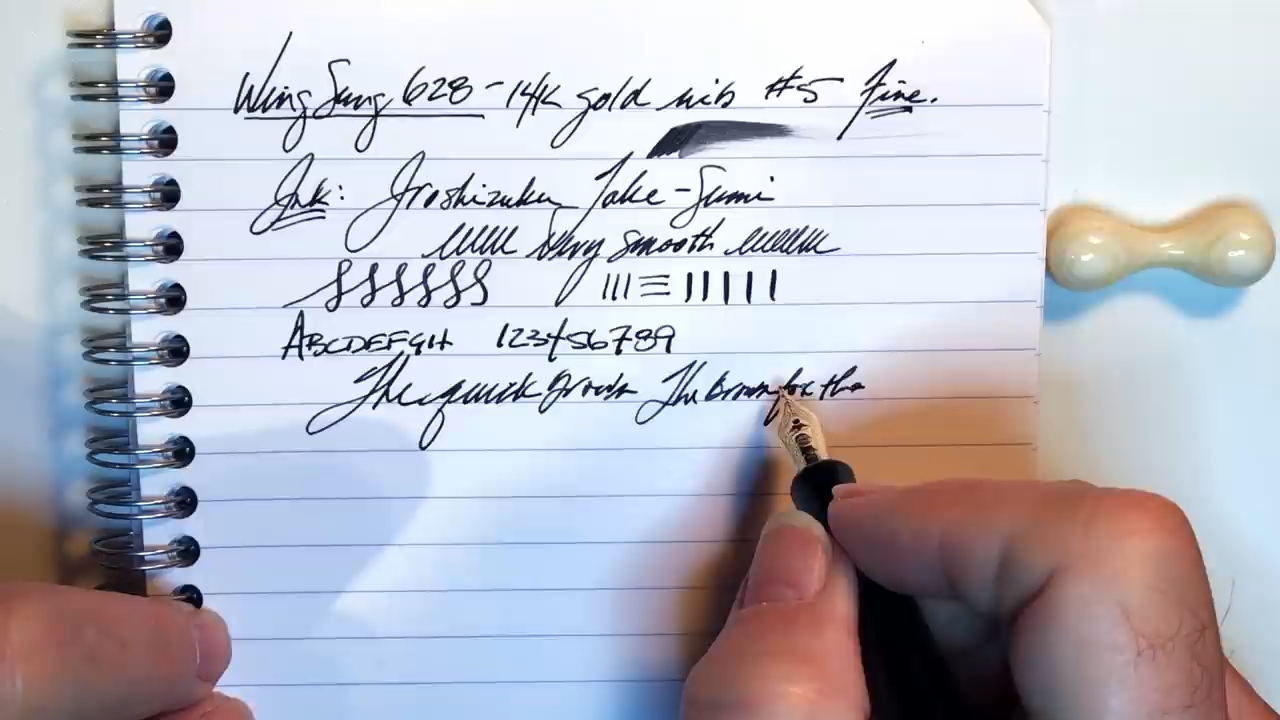 Wing Sung 628 - 14K gold nib #5 Fine.
Ink: Iroshizuku Take-Sumi
Very smooth
ABCDEFGH 123456789
The quick brown The Brown fox tho